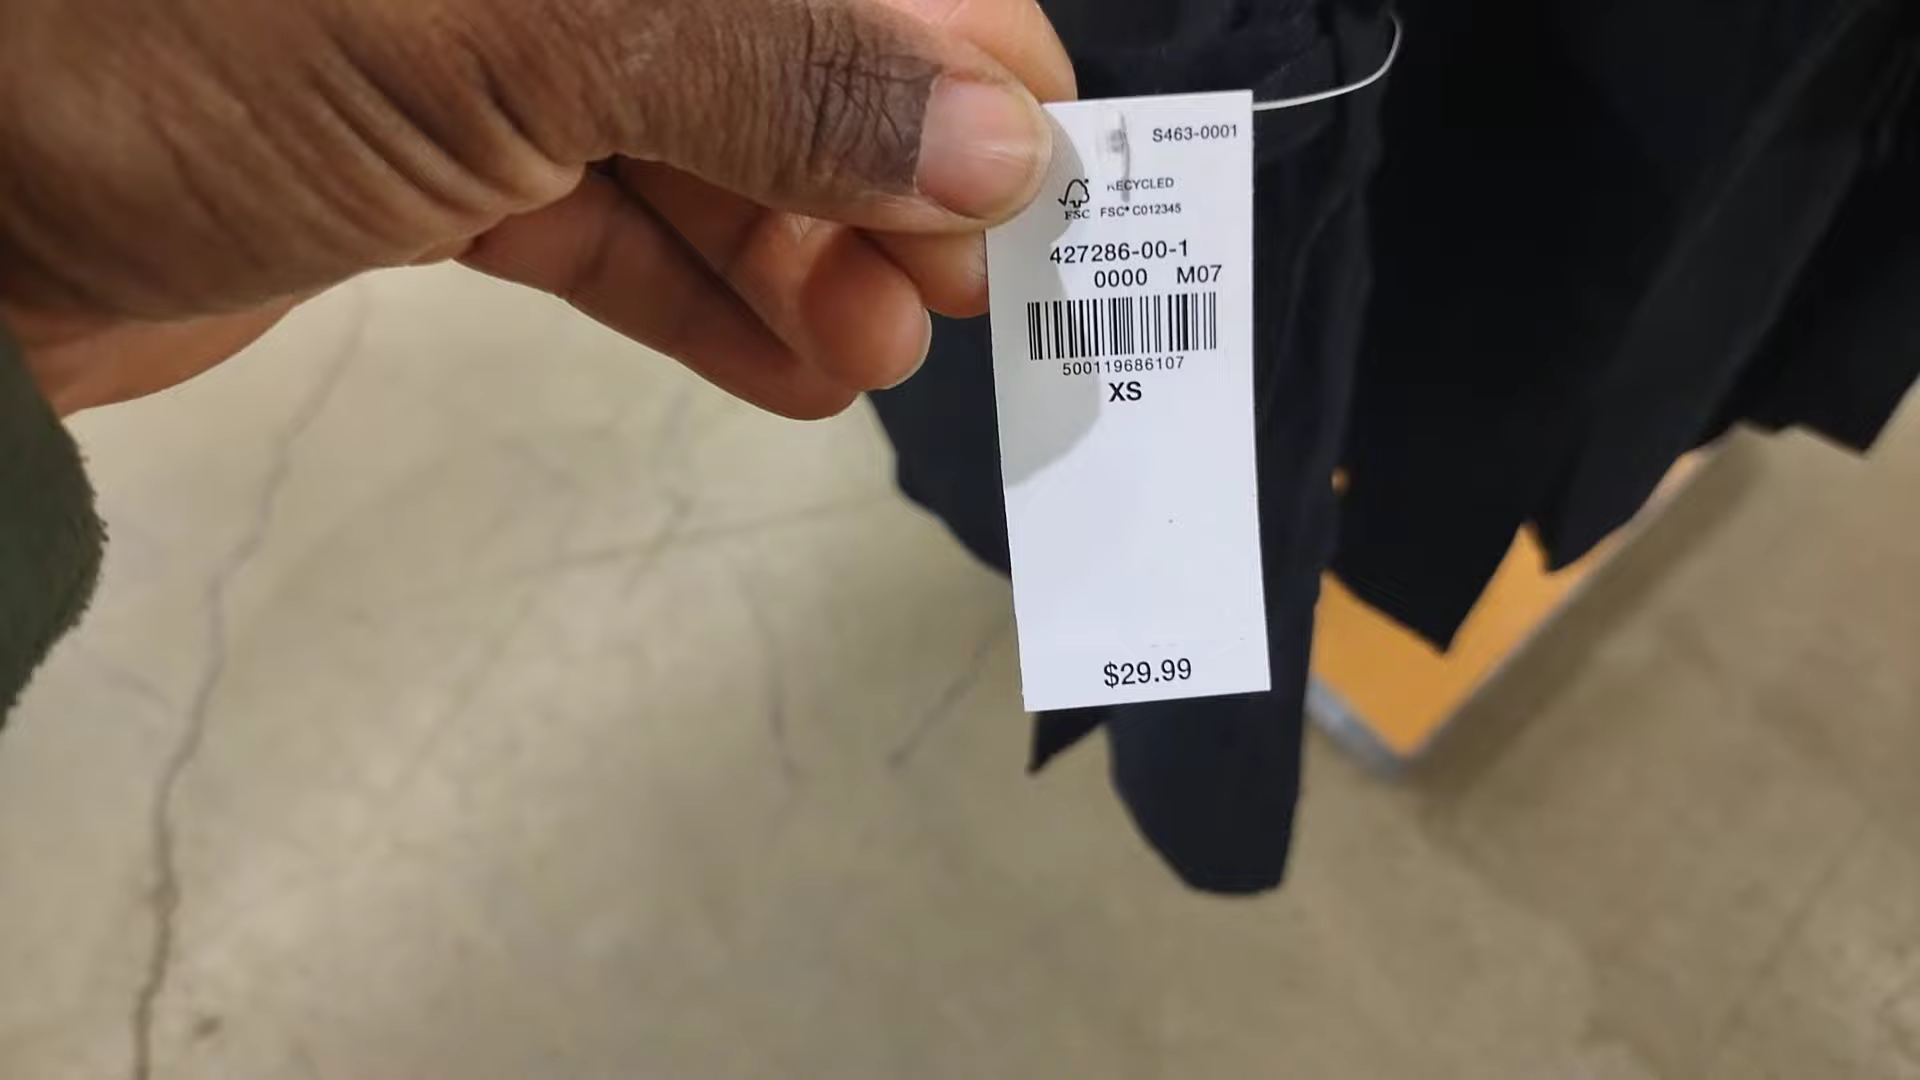 S463-0001
RECYCLED
FSC FSC® C012345
427286-00-1
0000 M07
500119686107
XS
$29.99